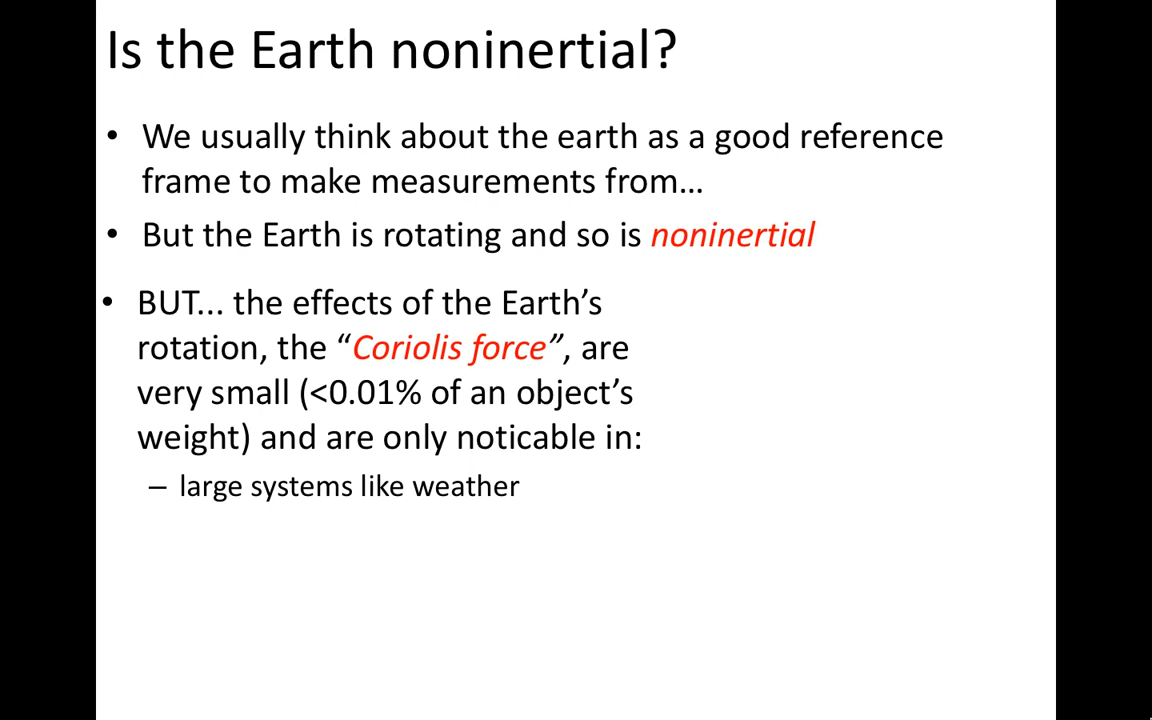 Is the Earth noninertial?
• We usually think about the earth as a good reference
frame to make measurements from…
• But the Earth is rotating and so is noninertial
• BUT... the effects of the Earth’s
rotation, the “Coriolis force”, are
very small (<0.01% of an object’s
weight) and are only noticable in:
– large systems like weather